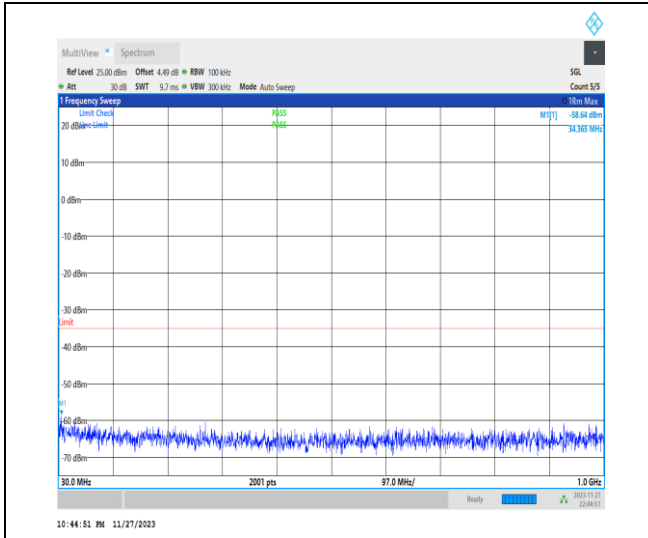 MultiView Spectrum
Ref Level 25.00 dBm Offset 4.49 dB RBW 100 kHz SGL
Att 30 dB SWT 9.7 ms VBW 300 kHz Mode Auto Sweep Count 5/5
1 Frequency Sweep 1Rm Max
Limit Check PASS M1[1] -58.64 dBm
20 dBm Line Limit PASS 34.365 MHz
10 dBm
0 dBm
-10 dBm
-20 dBm
-30 dBm
Limit
-40 dBm
-50 dBm
M1
-60 dBm
-70 dBm
30.0 MHz 2001 pts 97.0 MHz/ 1.0 GHz
Ready 2023-11-27
22:44:51
10:44:51 PM 11/27/2023